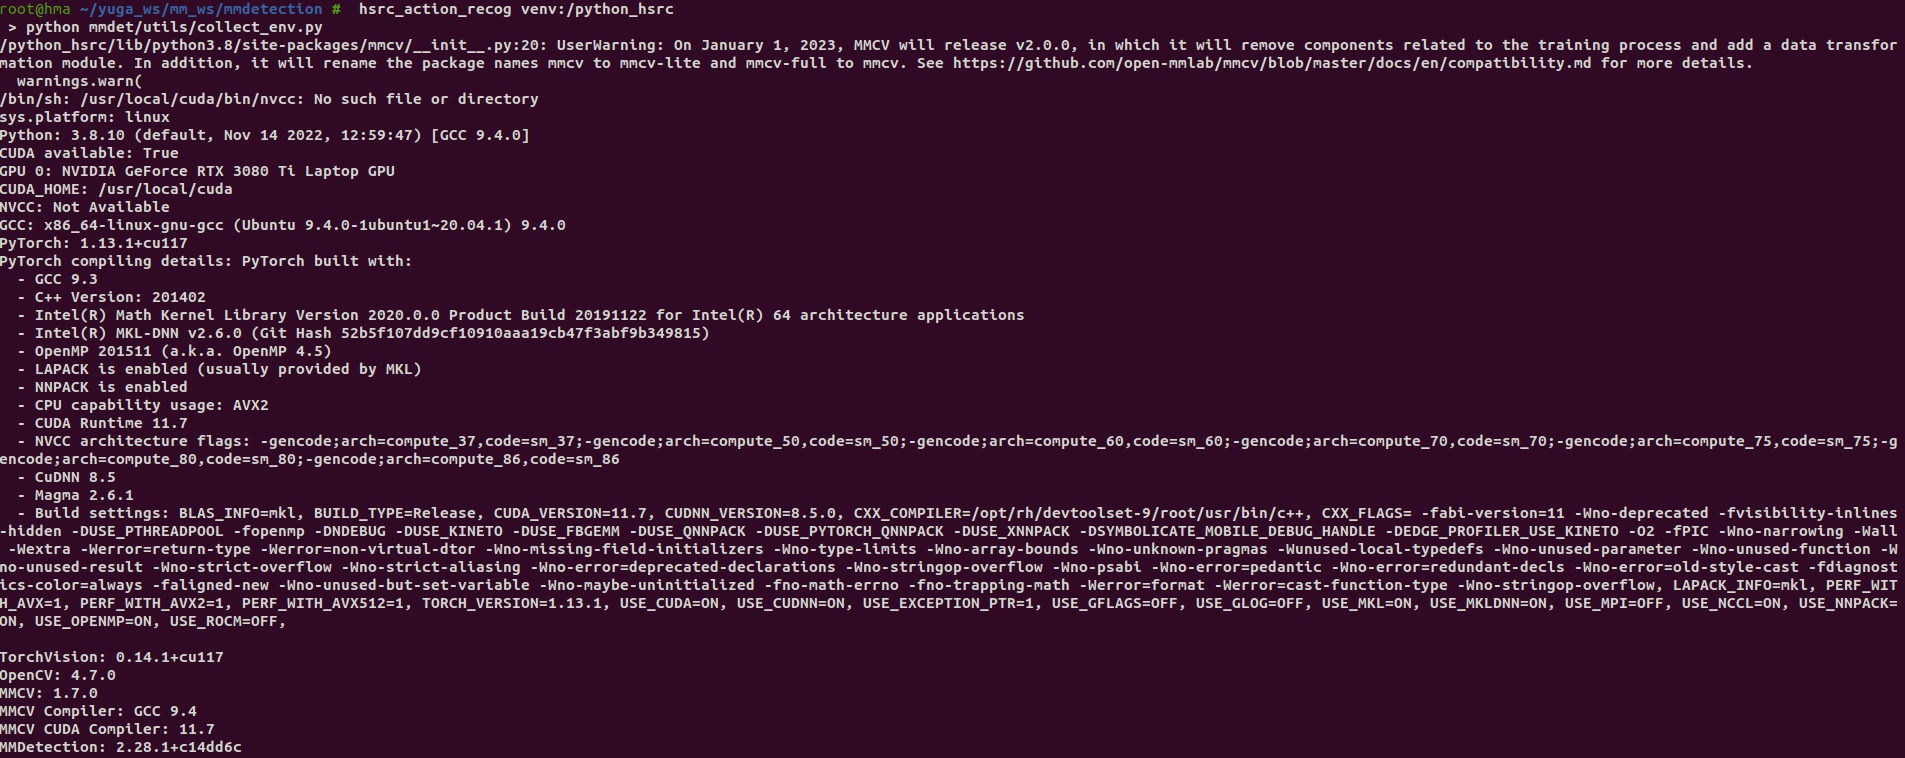 root@hma ~/yuga_ws/mm_ws/mmdetection #  hsrc_action_recog venv:/python_hsrc
 > python mmdet/utils/collect_env.py
/python_hsrc/lib/python3.8/site-packages/mmcv/__init__.py:20: UserWarning: On January 1, 2023, MMCV will release v2.0.0, in which it will remove components related to the training process and add a data transfor
mation module. In addition, it will rename the package names mmcv to mmcv-lite and mmcv-full to mmcv. See https://github.com/open-mmlab/mmcv/blob/master/docs/en/compatibility.md for more details.
  warnings.warn(
/bin/sh: /usr/local/cuda/bin/nvcc: No such file or directory
sys.platform: linux
Python: 3.8.10 (default, Nov 14 2022, 12:59:47) [GCC 9.4.0]
CUDA available: True
GPU 0: NVIDIA GeForce RTX 3080 Ti Laptop GPU
CUDA_HOME: /usr/local/cuda
NVCC: Not Available
GCC: x86_64-linux-gnu-gcc (Ubuntu 9.4.0-1ubuntu1~20.04.1) 9.4.0
PyTorch: 1.13.1+cu117
PyTorch compiling details: PyTorch built with:
  - GCC 9.3
  - C++ Version: 201402
  - Intel(R) Math Kernel Library Version 2020.0.0 Product Build 20191122 for Intel(R) 64 architecture applications
  - Intel(R) MKL-DNN v2.6.0 (Git Hash 52b5f107dd9cf10910aaa19cb47f3abf9b349815)
  - OpenMP 201511 (a.k.a. OpenMP 4.5)
  - LAPACK is enabled (usually provided by MKL)
  - NNPACK is enabled
  - CPU capability usage: AVX2
  - CUDA Runtime 11.7
  - NVCC architecture flags: -gencode;arch=compute_37,code=sm_37;-gencode;arch=compute_50,code=sm_50;-gencode;arch=compute_60,code=sm_60;-gencode;arch=compute_70,code=sm_70;-gencode;arch=compute_75,code=sm_75;-g
encode;arch=compute_80,code=sm_80;-gencode;arch=compute_86,code=sm_86
  - CuDNN 8.5
  - Magma 2.6.1
  - Build settings: BLAS_INFO=mkl, BUILD_TYPE=Release, CUDA_VERSION=11.7, CUDNN_VERSION=8.5.0, CXX_COMPILER=/opt/rh/devtoolset-9/root/usr/bin/c++, CXX_FLAGS= -fabi-version=11 -Wno-deprecated -fvisibility-inlines
-hidden -DUSE_PTHREADPOOL -fopenmp -DNDEBUG -DUSE_KINETO -DUSE_FBGEMM -DUSE_QNNPACK -DUSE_PYTORCH_QNNPACK -DUSE_XNNPACK -DSYMBOLICATE_MOBILE_DEBUG_HANDLE -DEDGE_PROFILER_USE_KINETO -O2 -fPIC -Wno-narrowing -Wall
 -Wextra -Werror=return-type -Werror=non-virtual-dtor -Wno-missing-field-initializers -Wno-type-limits -Wno-array-bounds -Wno-unknown-pragmas -Wunused-local-typedefs -Wno-unused-parameter -Wno-unused-function -W
no-unused-result -Wno-strict-overflow -Wno-strict-aliasing -Wno-error=deprecated-declarations -Wno-stringop-overflow -Wno-psabi -Wno-error=pedantic -Wno-error=redundant-decls -Wno-error=old-style-cast -fdiagnost
ics-color=always -faligned-new -Wno-unused-but-set-variable -Wno-maybe-uninitialized -fno-math-errno -fno-trapping-math -Werror=format -Werror=cast-function-type -Wno-stringop-overflow, LAPACK_INFO=mkl, PERF_WIT
H_AVX=1, PERF_WITH_AVX2=1, PERF_WITH_AVX512=1, TORCH_VERSION=1.13.1, USE_CUDA=ON, USE_CUDNN=ON, USE_EXCEPTION_PTR=1, USE_GFLAGS=OFF, USE_GLOG=OFF, USE_MKL=ON, USE_MKLDNN=ON, USE_MPI=OFF, USE_NCCL=ON, USE_NNPACK=
ON, USE_OPENMP=ON, USE_ROCM=OFF,

TorchVision: 0.14.1+cu117
OpenCV: 4.7.0
MMCV: 1.7.0
MMCV Compiler: GCC 9.4
MMCV CUDA Compiler: 11.7
MMDetection: 2.28.1+c14dd6c